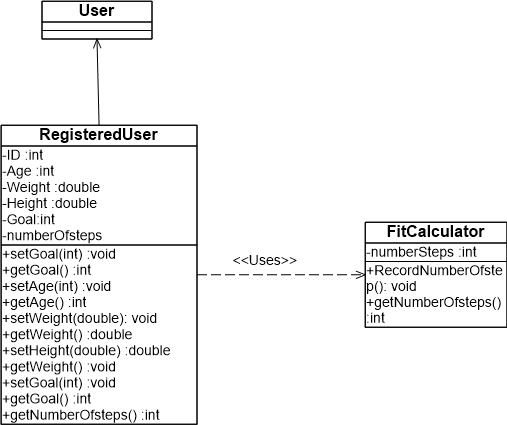 User
RegisteredUser
-ID :int
-Age :int
-Weight :double
-Height :double
-Goal:int
-numberOfsteps
+setGoal(int) :void
+getGoal() :int
+setAge(int) :void
+getAge() :int
+setWeight(double): void
+getWeight() :double
+setHeight(double) :double
+getWeight() :void
+setGoal(int) :void
+getGoal() :int
+getNumberOfsteps() :int
<<Uses>>
FitCalculator
-numberSteps :int
+RecordNumberOfste
p(): void
+getNumberOfsteps()
:int